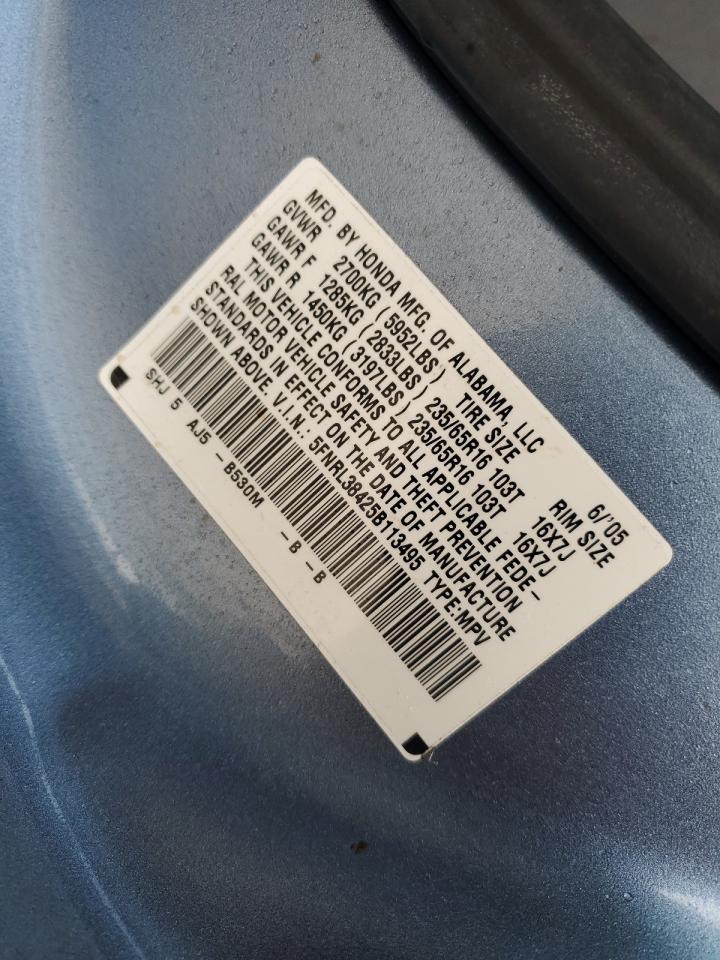 MFD. BY HONDA MFG. OF ALABAMA, LLC 6/'05
GVWR 2700KG ( 5952LBS ) TIRE SIZE RIM SIZE
GAWR F 1285KG ( 2833LBS ) 235/65R16 103T 16X7J
GAWR R 1450KG ( 3197LBS ) 235/65R16 103T 16X7J
THIS VEHICLE CONFORMS TO ALL APPLICABLE FEDE-
RAL MOTOR VEHICLE SAFETY AND THEFT PREVENTION
STANDARDS IN EFFECT ON THE DATE OF MANUFACTURE
SHOWN ABOVE. V.I.N.: 5FNRL38425B113495 TYPE:MPV
SHJ 5 AJ5 -B530M -B -B